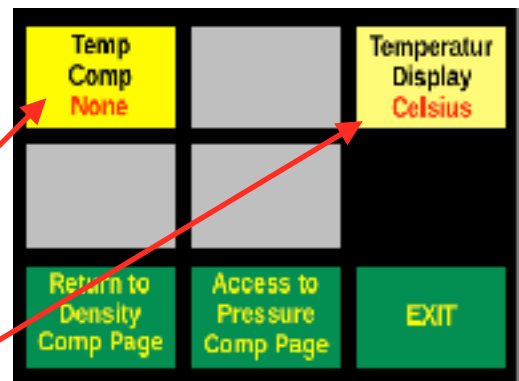 Temp
Comp
None
Temperatur
Display
Celsius
Return to
Density
Comp Page
Access to
Pressure
Comp Page
EXIT